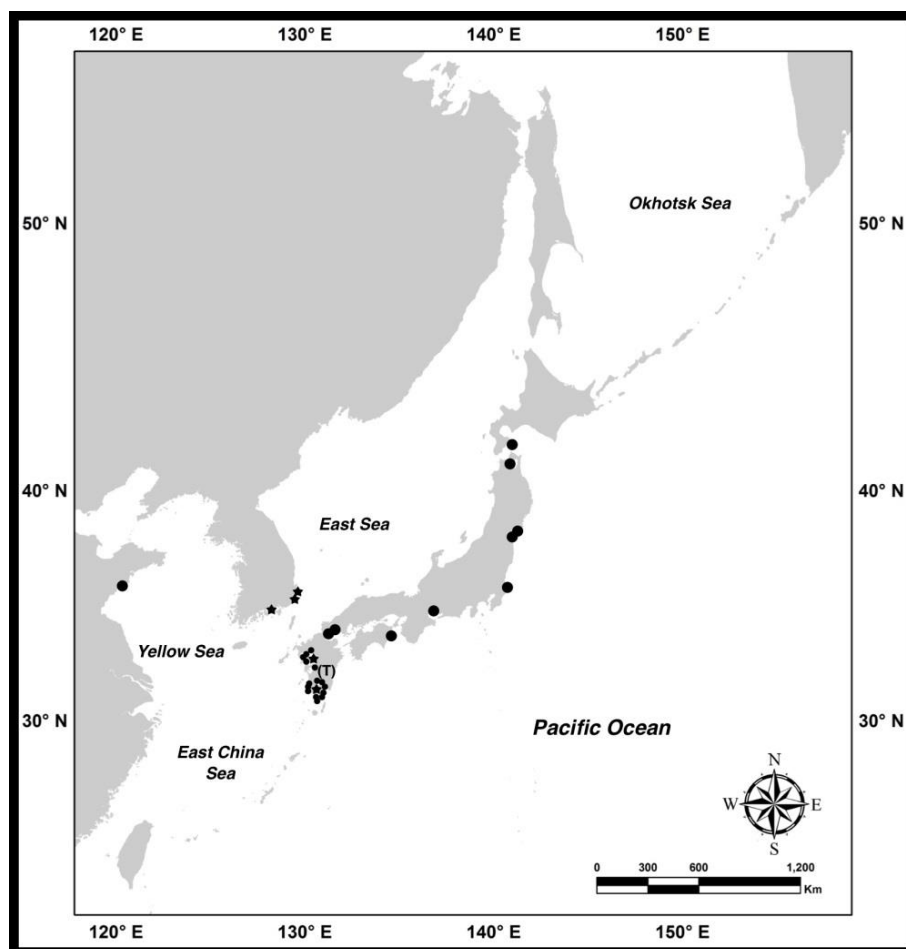 120° E 130° E 140° E 150° E
Okhotsk Sea
50° N 50° N
40° N 40° N
East Sea
Yellow Sea
(T)
30° N 30° N
Pacific Ocean
East China
Sea
N
W E
S
0 300 600 1,200
Km
120° E 130° E 140° E 150° E